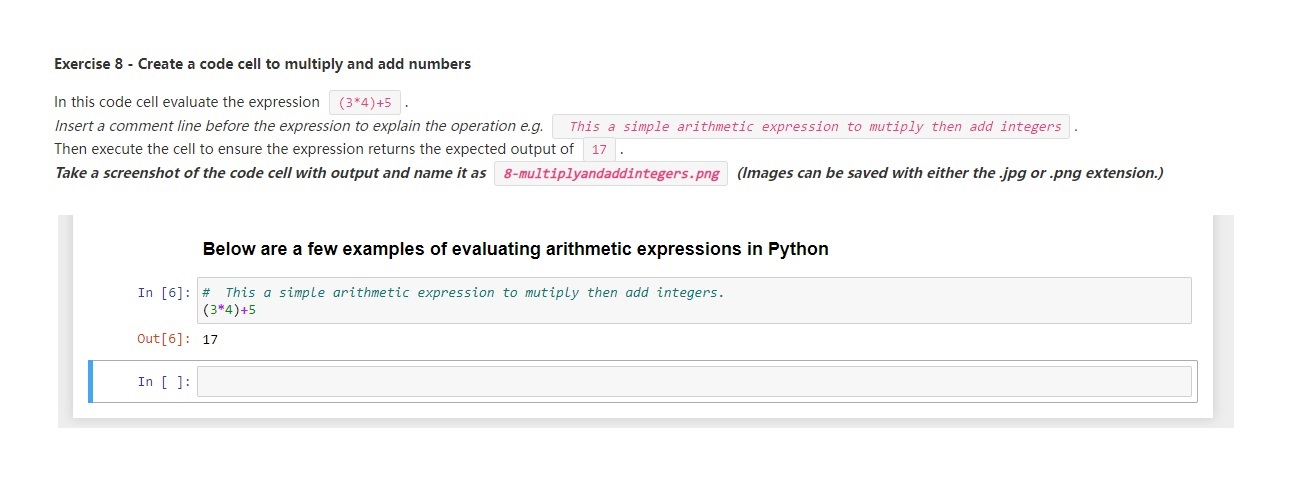 Exercise 8 - Create a code cell to multiply and add numbers
In this code cell evaluate the expression (3*4)+5 .
Insert a comment line before the expression to explain the operation e.g. This a simple arithmetic expression to mutiply then add integers .
Then execute the cell to ensure the expression returns the expected output of 17 .
Take a screenshot of the code cell with output and name it as 8-multiplyandaddintegers.png (Images can be saved with either the .jpg or .png extension.)
Below are a few examples of evaluating arithmetic expressions in Python
In [6]: # This a simple arithmetic expression to mutiply then add integers.
(3*4)+5
Out[6]: 17
In [ ]: